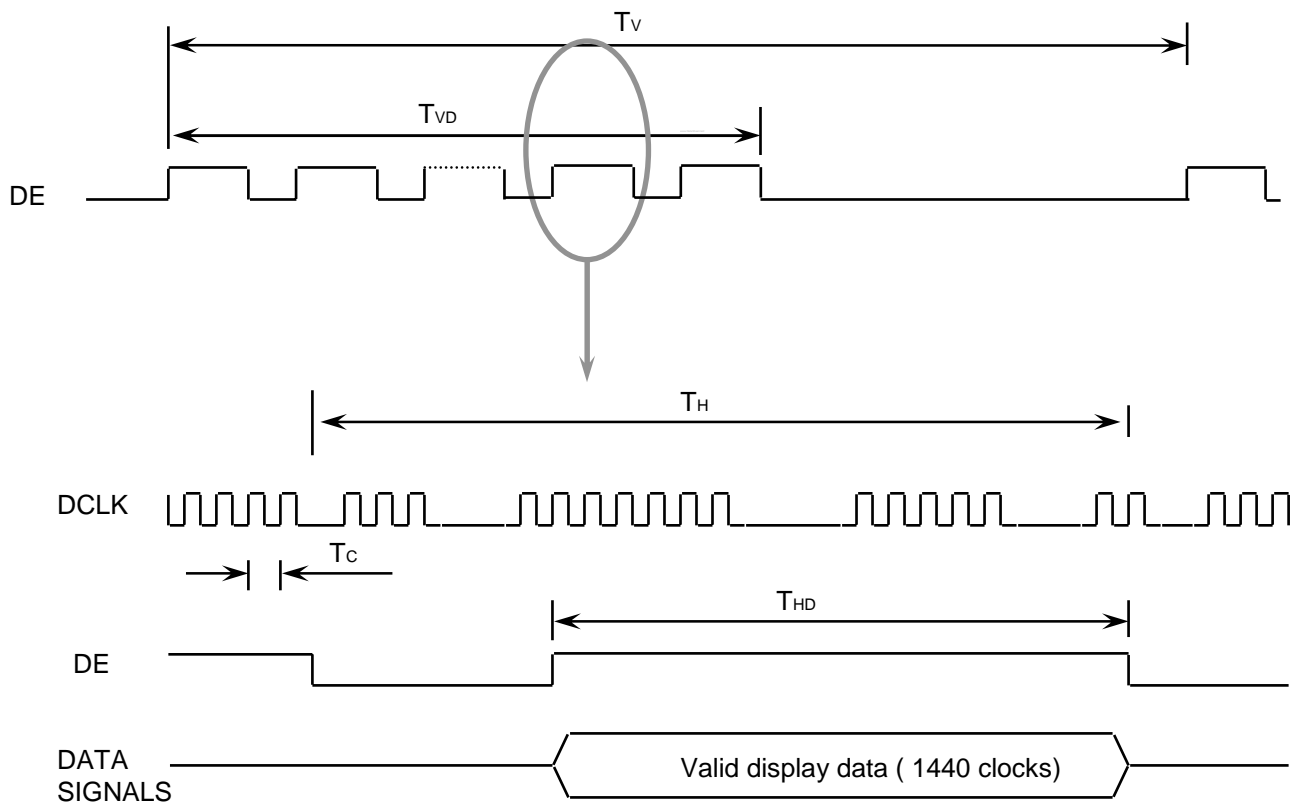 TV
TVD
DE
TH
DCLK
TC
THD
DE
DATA
SIGNALS
Valid display data ( 1440 clocks)